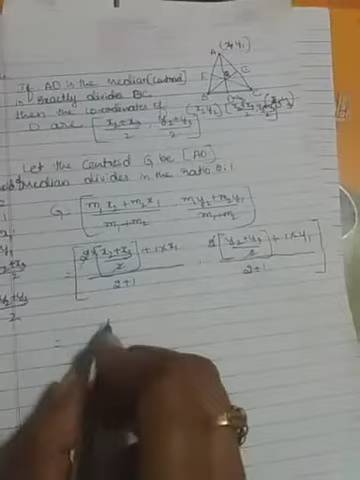 A (x₁ y₁)
E
G
B D C
If AD is the median [centroid]
is exactly divide BC
then the coordinates of
D are [x₂+x₃/2, y₂+y₃/2]
Let the Centroid G be [AD]
median divides in the ratio 2:1
G = [m₁x₂+m₂x₁/m₁+m₂ m₁y₂+m₂y₁/m₁+m₂]
= [2[x₂+x₃/2]+1×x₁/2+1, 2[y₂+y₃/2]+1×y₁/2+1]
=